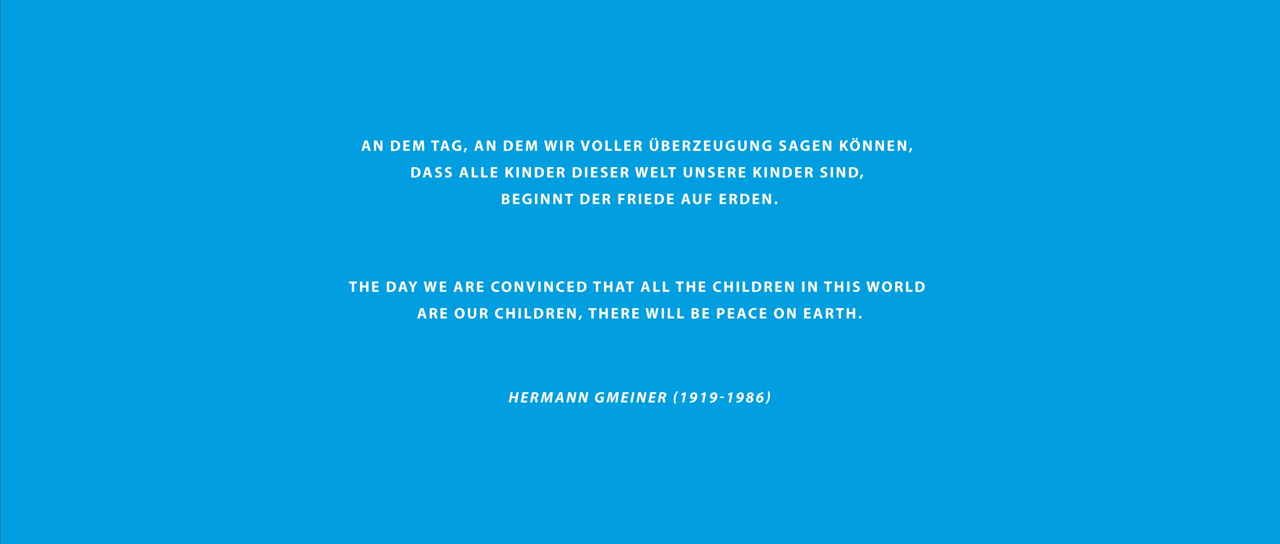 AN DEM TAG, AN DEM WIR VOLLER ÜBERZEUGUNG SAGEN KÖNNEN,
DASS ALLE KINDER DIESER WELT UNSERE KINDER SIND,
BEGINNT DER FRIEDE AUF ERDEN.
THE DAY WE ARE CONVINCED THAT ALL THE CHILDREN IN THIS WORLD
ARE OUR CHILDREN, THERE WILL BE PEACE ON EARTH.
HERMANN GMEINER (1919-1986)